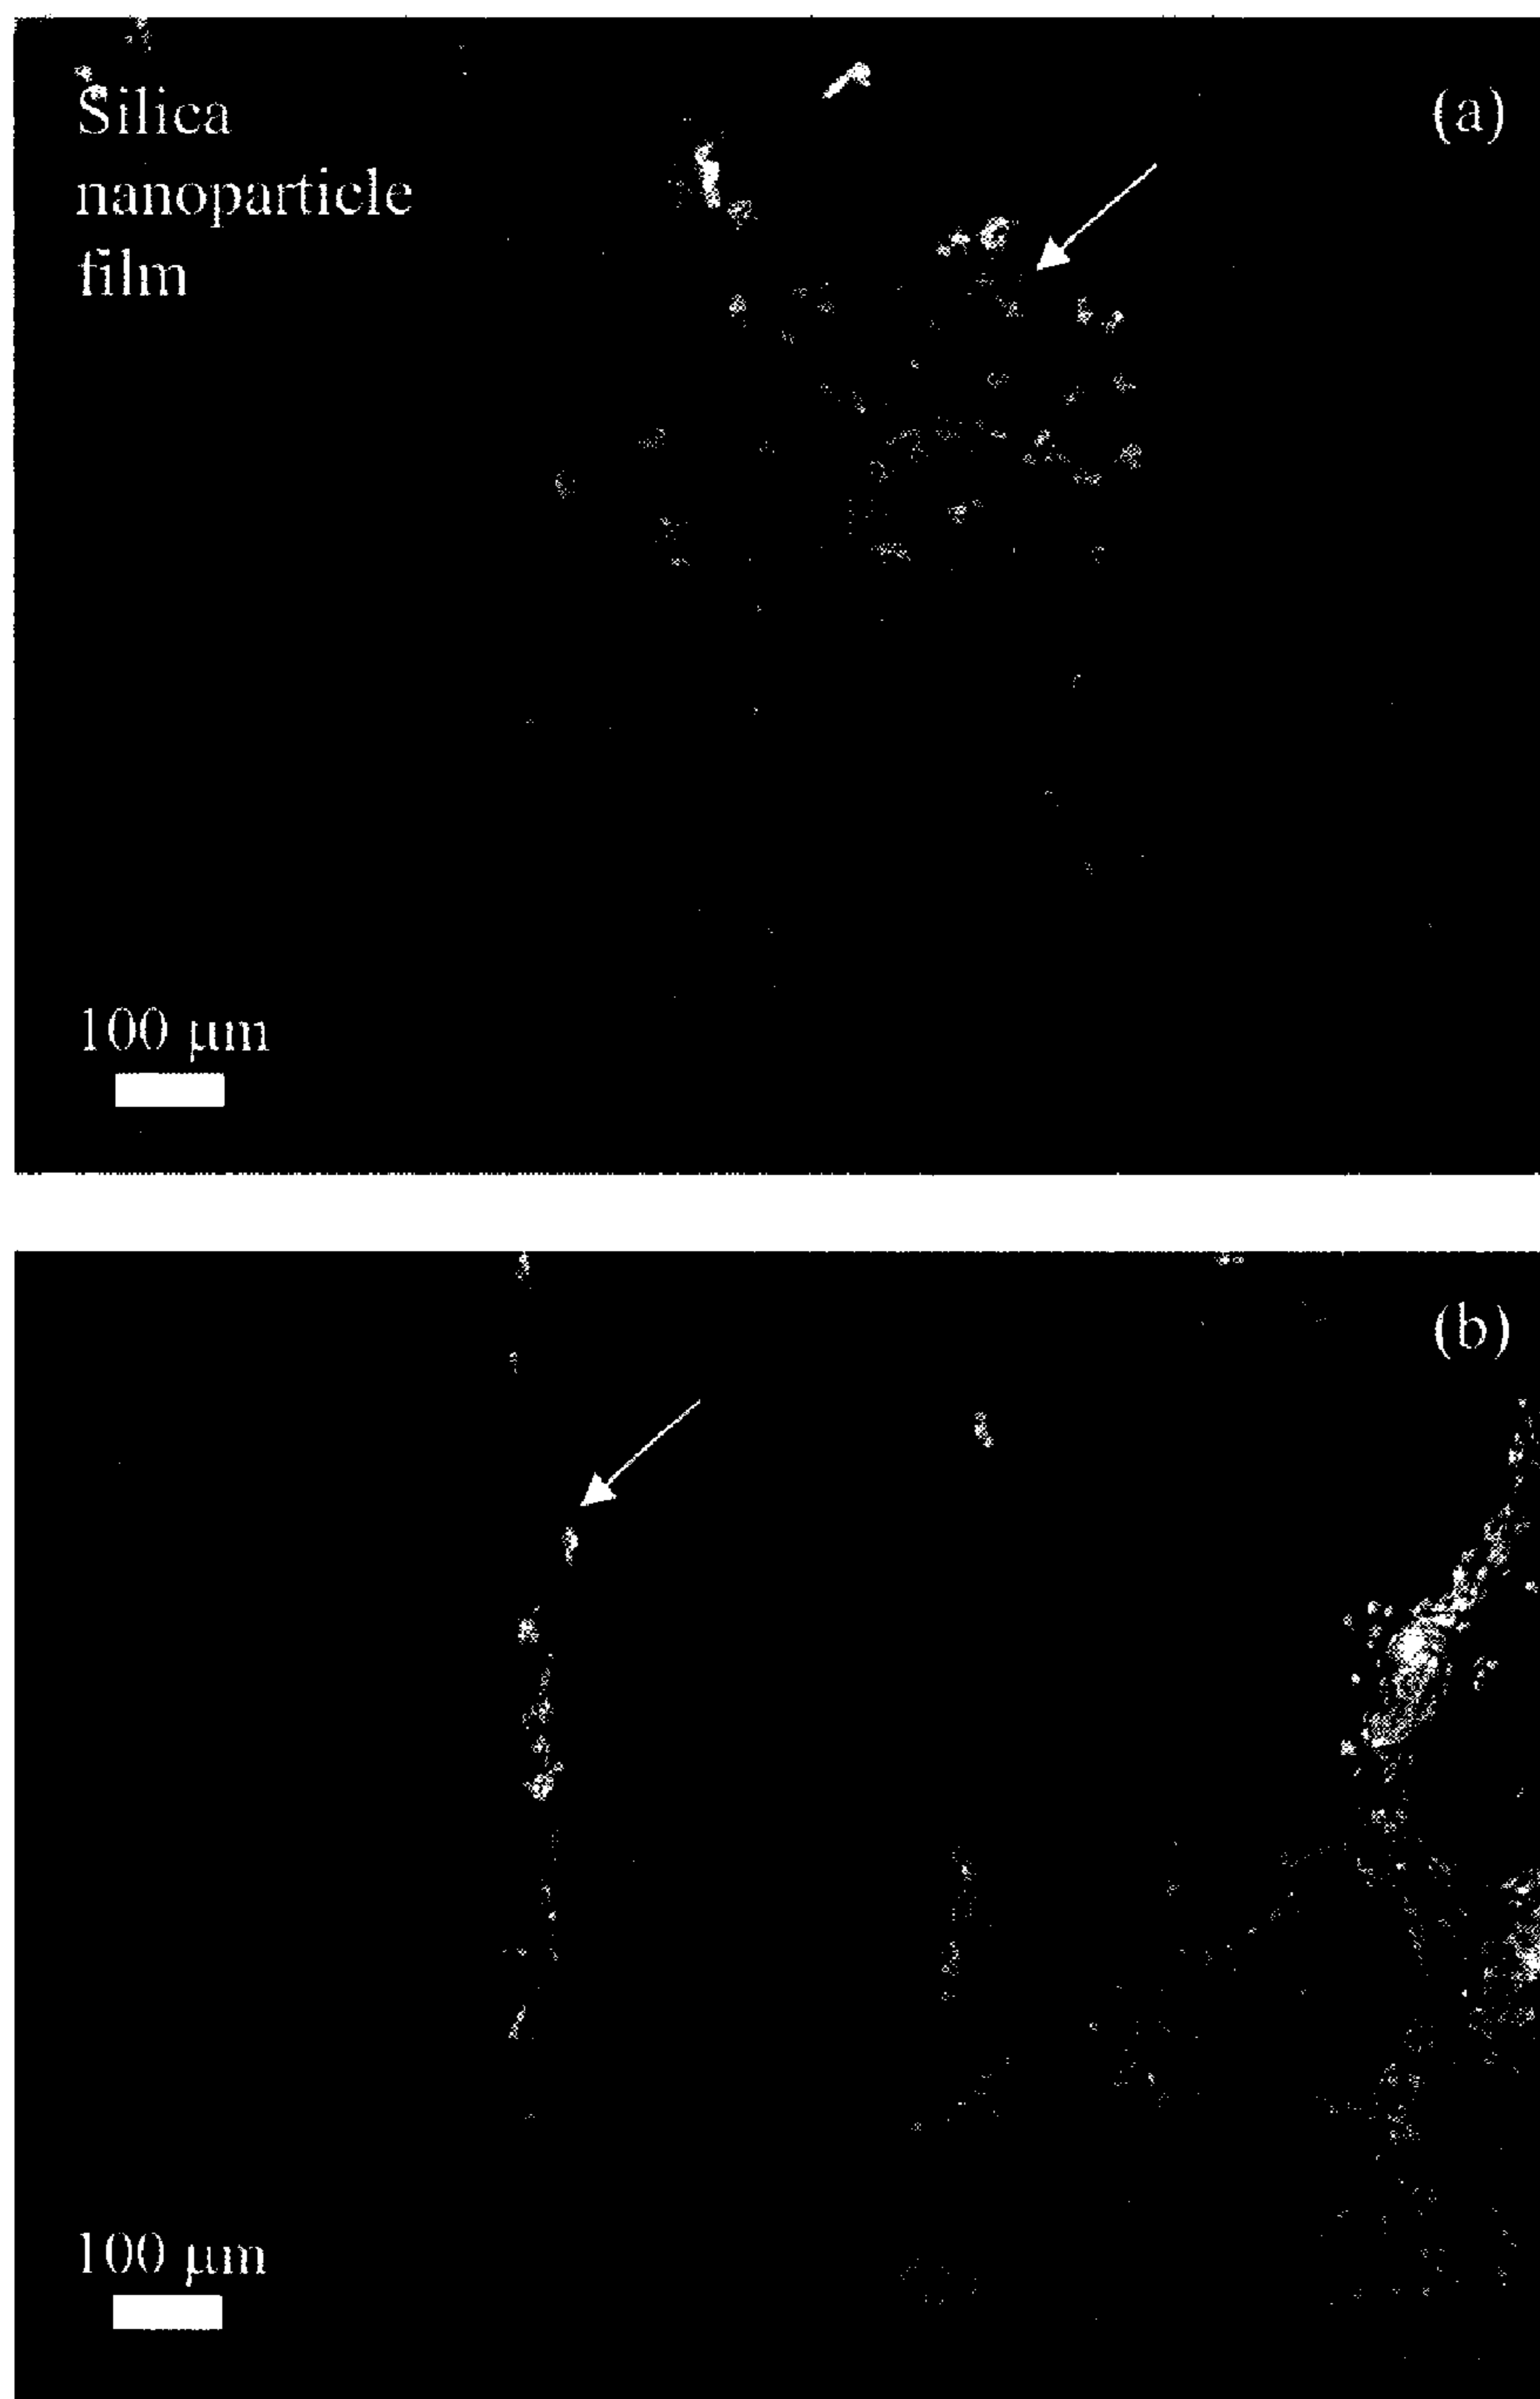 Silica
nanoparticle
film
(a)
100 μm
(b)
100 μm